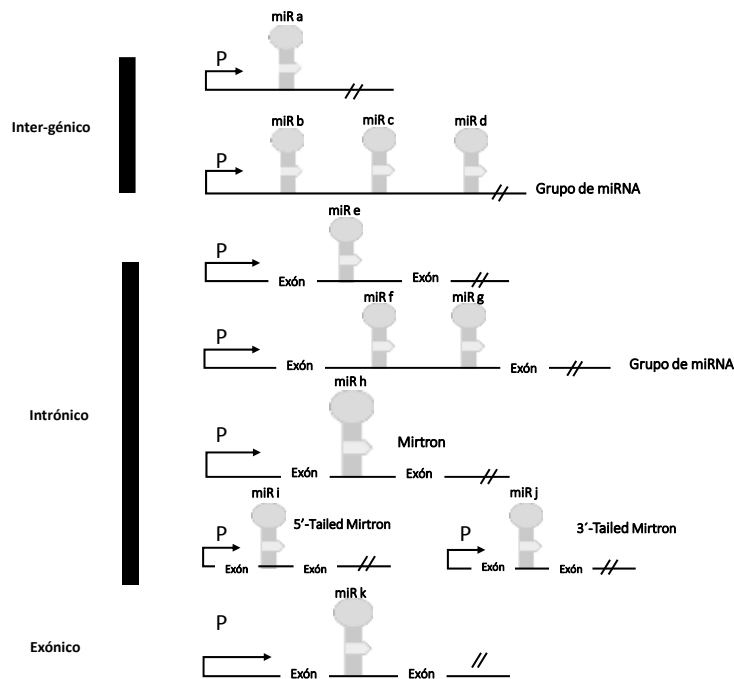 miR a
P
Inter-génico
miR b
miR c
miR d
P
Grupo de miRNA
miR e
P
Exón
Exón
miR f
miR g
P
Exón
Exón
Grupo de miRNA
miR h
Intrónico
P
Mirtron
Exón
Exón
miR i
5’-Tailed Mirtron
P
Exón
Exón
miR j
3´-Tailed Mirtron
P
Exón
Exón
miR k
P
Exónico
Exón
Exón